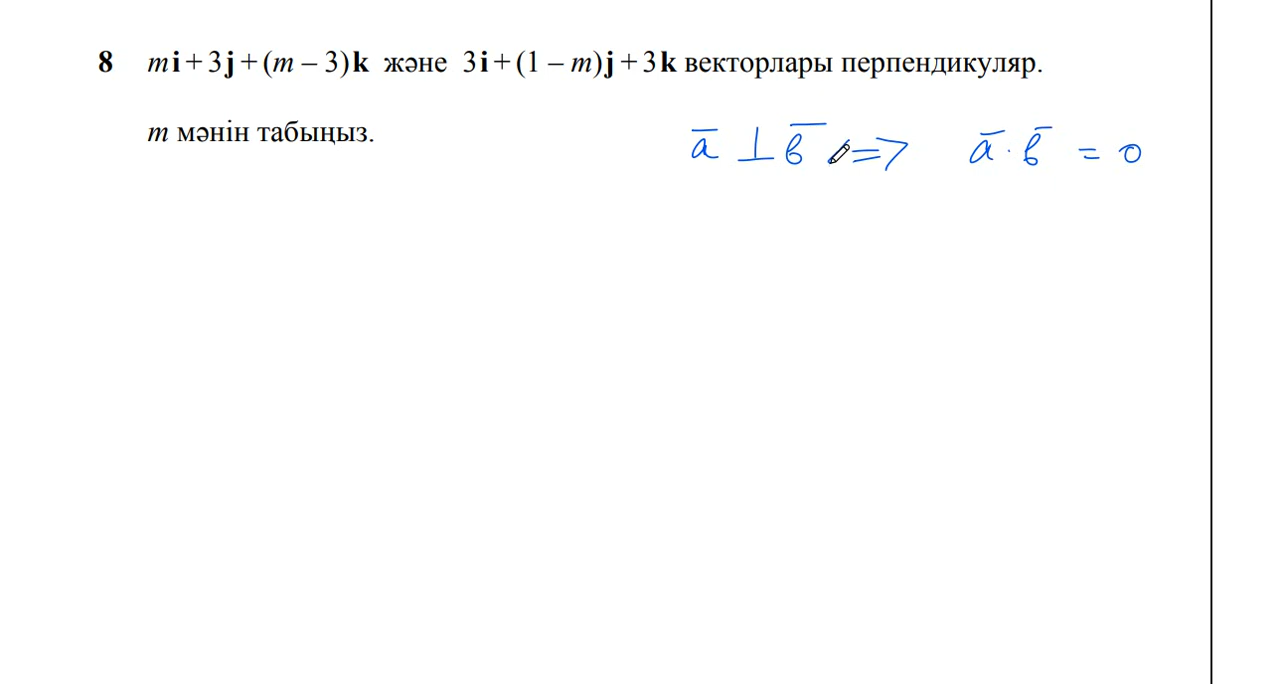 8 mi + 3j + (m – 3)k және 3i + (1 – m)j + 3k векторлары перпендикуляр.
m мәнін табыңыз.
a̅ ⊥ b̅ => a̅ · b̅ = 0